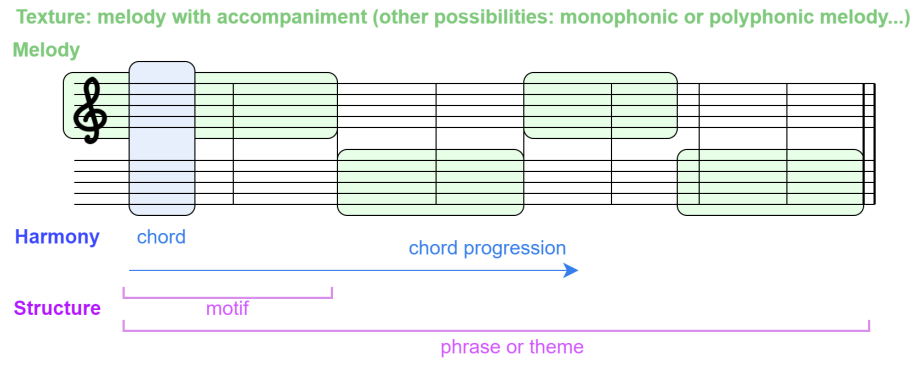 Texture: melody with accompaniment (other possibilities: monophonic or polyphonic melody...)
Melody
Harmony
chord
chord progression
Structure
motif
phrase or theme